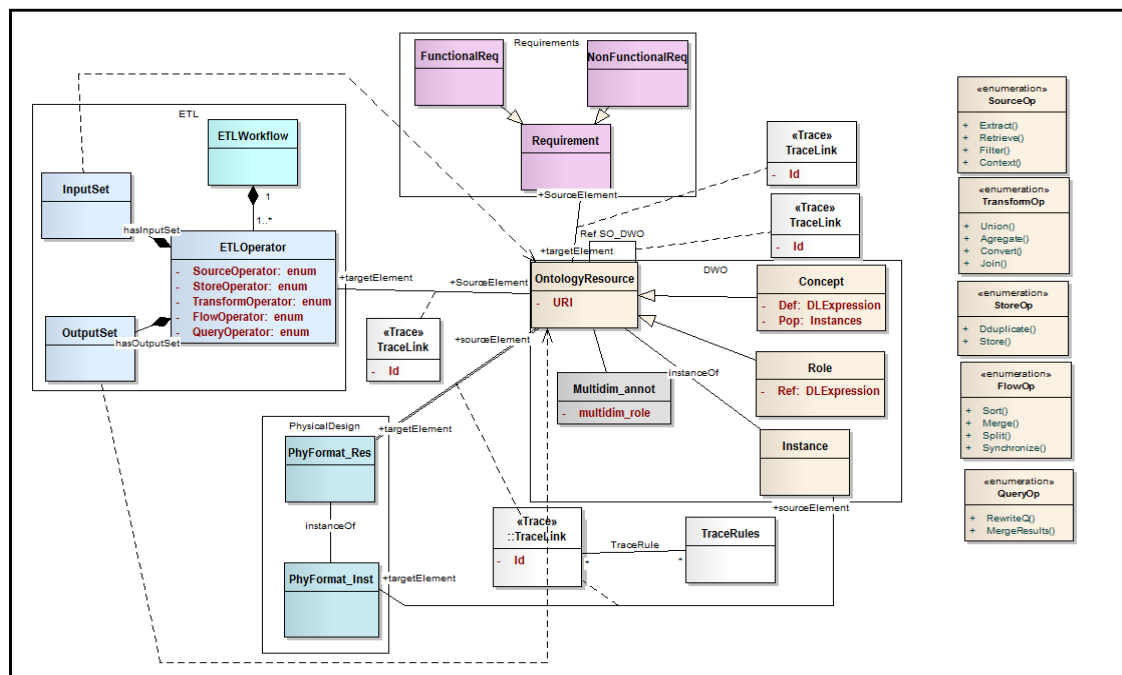 Requirements
FunctionalReq
NonFunctionalReq
Requirement
+SourceElement
«Trace»
TraceLink
- Id
Ref SO_DWO
+targetElement
«Trace»
TraceLink
- Id
ETL
ETLWorkflow
1
1..*
InputSet
hasInputSet
ETLOperator
- SourceOperator: enum
- StoreOperator: enum
- TransformOperator: enum
- FlowOperator: enum
- QueryOperator: enum
OutputSet
hasOutputSet
+targetElement
+SourceElement
«Trace»
TraceLink
- Id
+sourceElement
DWO
OntologyResource
- URI
Concept
- Def: DLExpression
- Pop: Instances
Role
- Ref: DLExpression
instanceOf
Multidim_annot
- multidim_role
Instance
+sourceElement
PhysicalDesign
+targetElement
PhyFormat_Res
instanceOf
PhyFormat_Inst
+targetElement
«Trace»
::TraceLink
- Id
TraceRule
*
*
TraceRules
«enumeration»
SourceOp
+ Extract()
+ Retrieve()
+ Filter()
+ Context()
«enumeration»
TransformOp
+ Union()
+ Agregate()
+ Convert()
+ Join()
«enumeration»
StoreOp
+ Dduplicate()
+ Store()
«enumeration»
FlowOp
+ Sort()
+ Merge()
+ Split()
+ Synchronize()
«enumeration»
QueryOp
+ RewriteQ()
+ MergeResults()